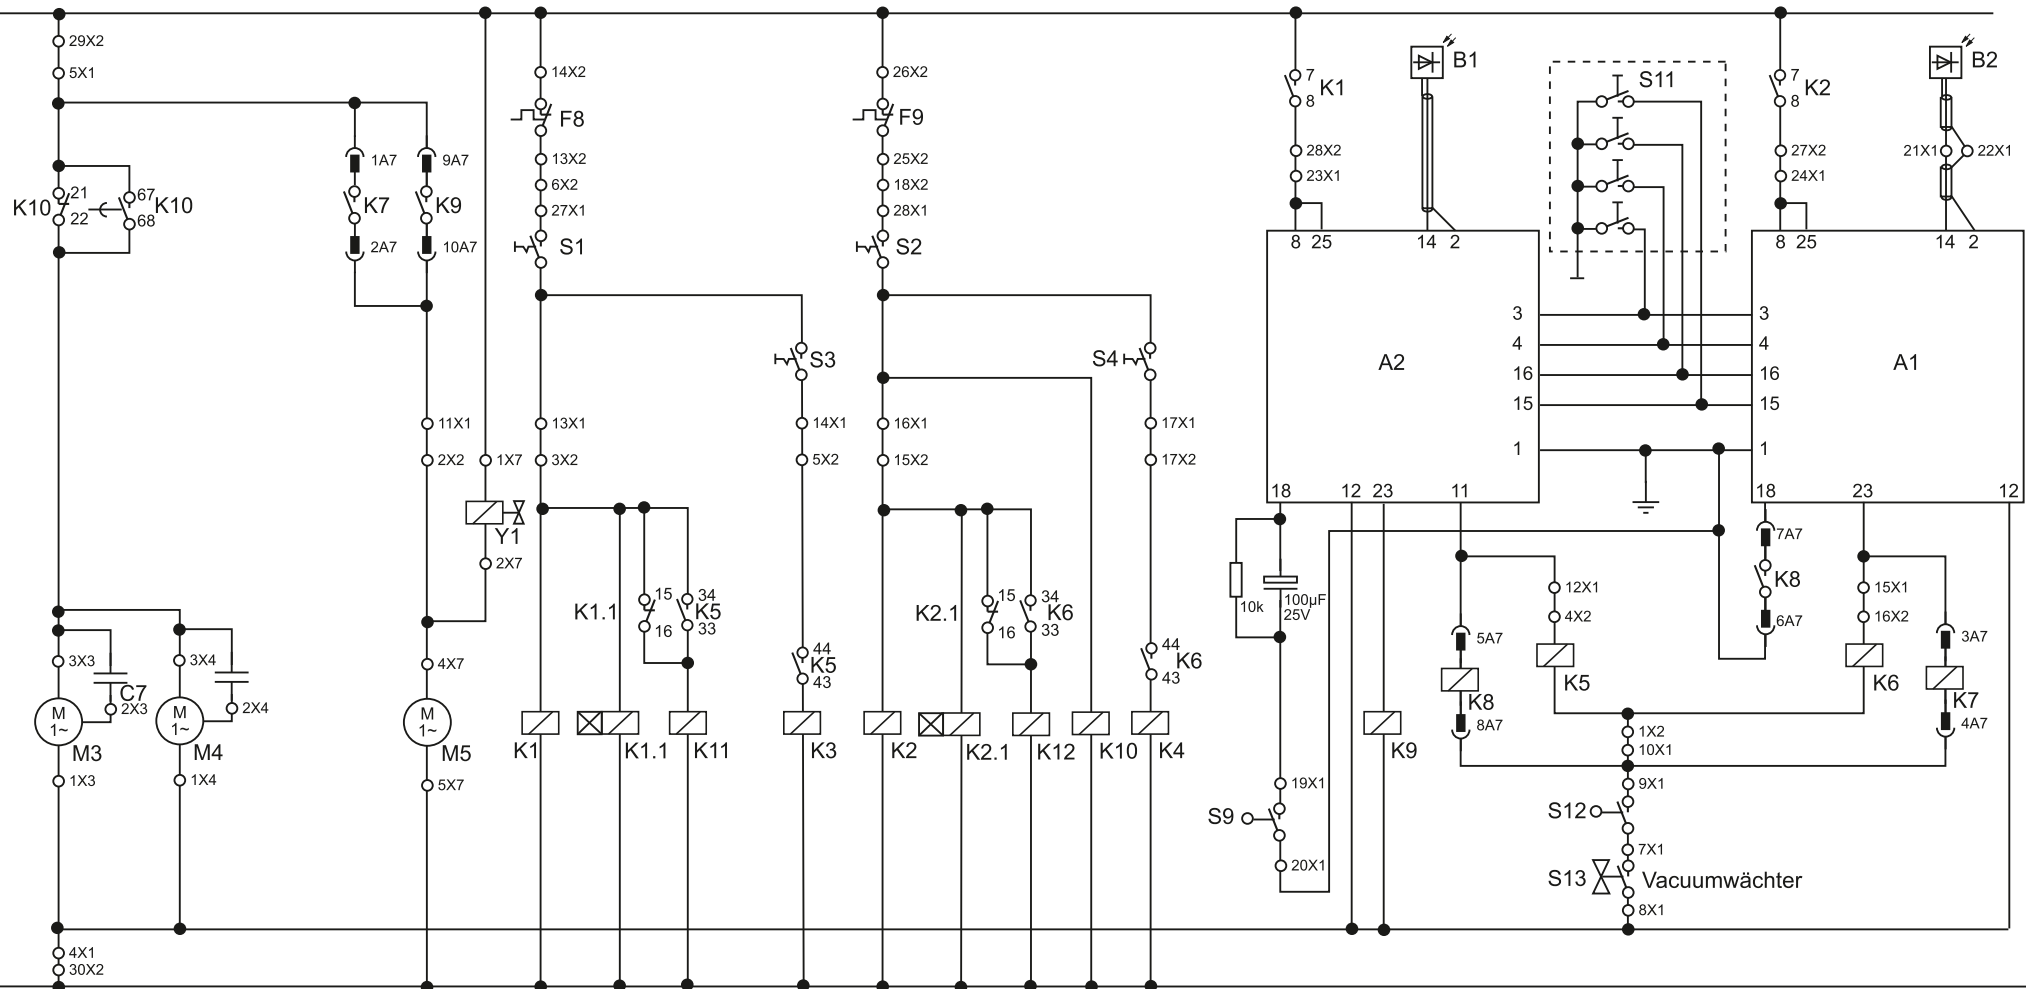 29X2
5X1
K10
21
22
67
68
K10
1A7
K7
2A7
9A7
K9
10A7
11X1
2X2
1X7
Y1
2X7
3X3
C7
2X3
M
1~
M3
1X3
3X4
2X4
M
1~
M4
1X4
4X7
M
1~
M5
5X7
4X1
30X2
14X2
F8
13X2
6X2
27X1
S1
13X1
3X2
K1.1
15
16
34
K5
33
K1
K1.1
K11
S3
14X1
5X2
44
K5
43
K3
26X2
F9
25X2
18X2
28X1
S2
16X1
15X2
K2.1
15
16
34
K6
33
K2
K2.1
K12
K10
S4
17X1
17X2
44
K6
43
K4
7
K1
8
28X2
23X1
8 25
B1
14 2
S11
7
K2
8
27X2
24X1
8 25
B2
21X1
22X1
14 2
A2
3
4
16
15
1
18
12 23
11
3
4
16
15
1
A1
18
23
12
10k
100µF
25V
19X1
S9
20X1
K9
5A7
K8
8A7
12X1
4X2
K5
7A7
K8
6A7
15X1
16X2
K6
3A7
K7
4A7
1X2
10X1
9X1
S12
7X1
S13
Vacuumwächter
8X1